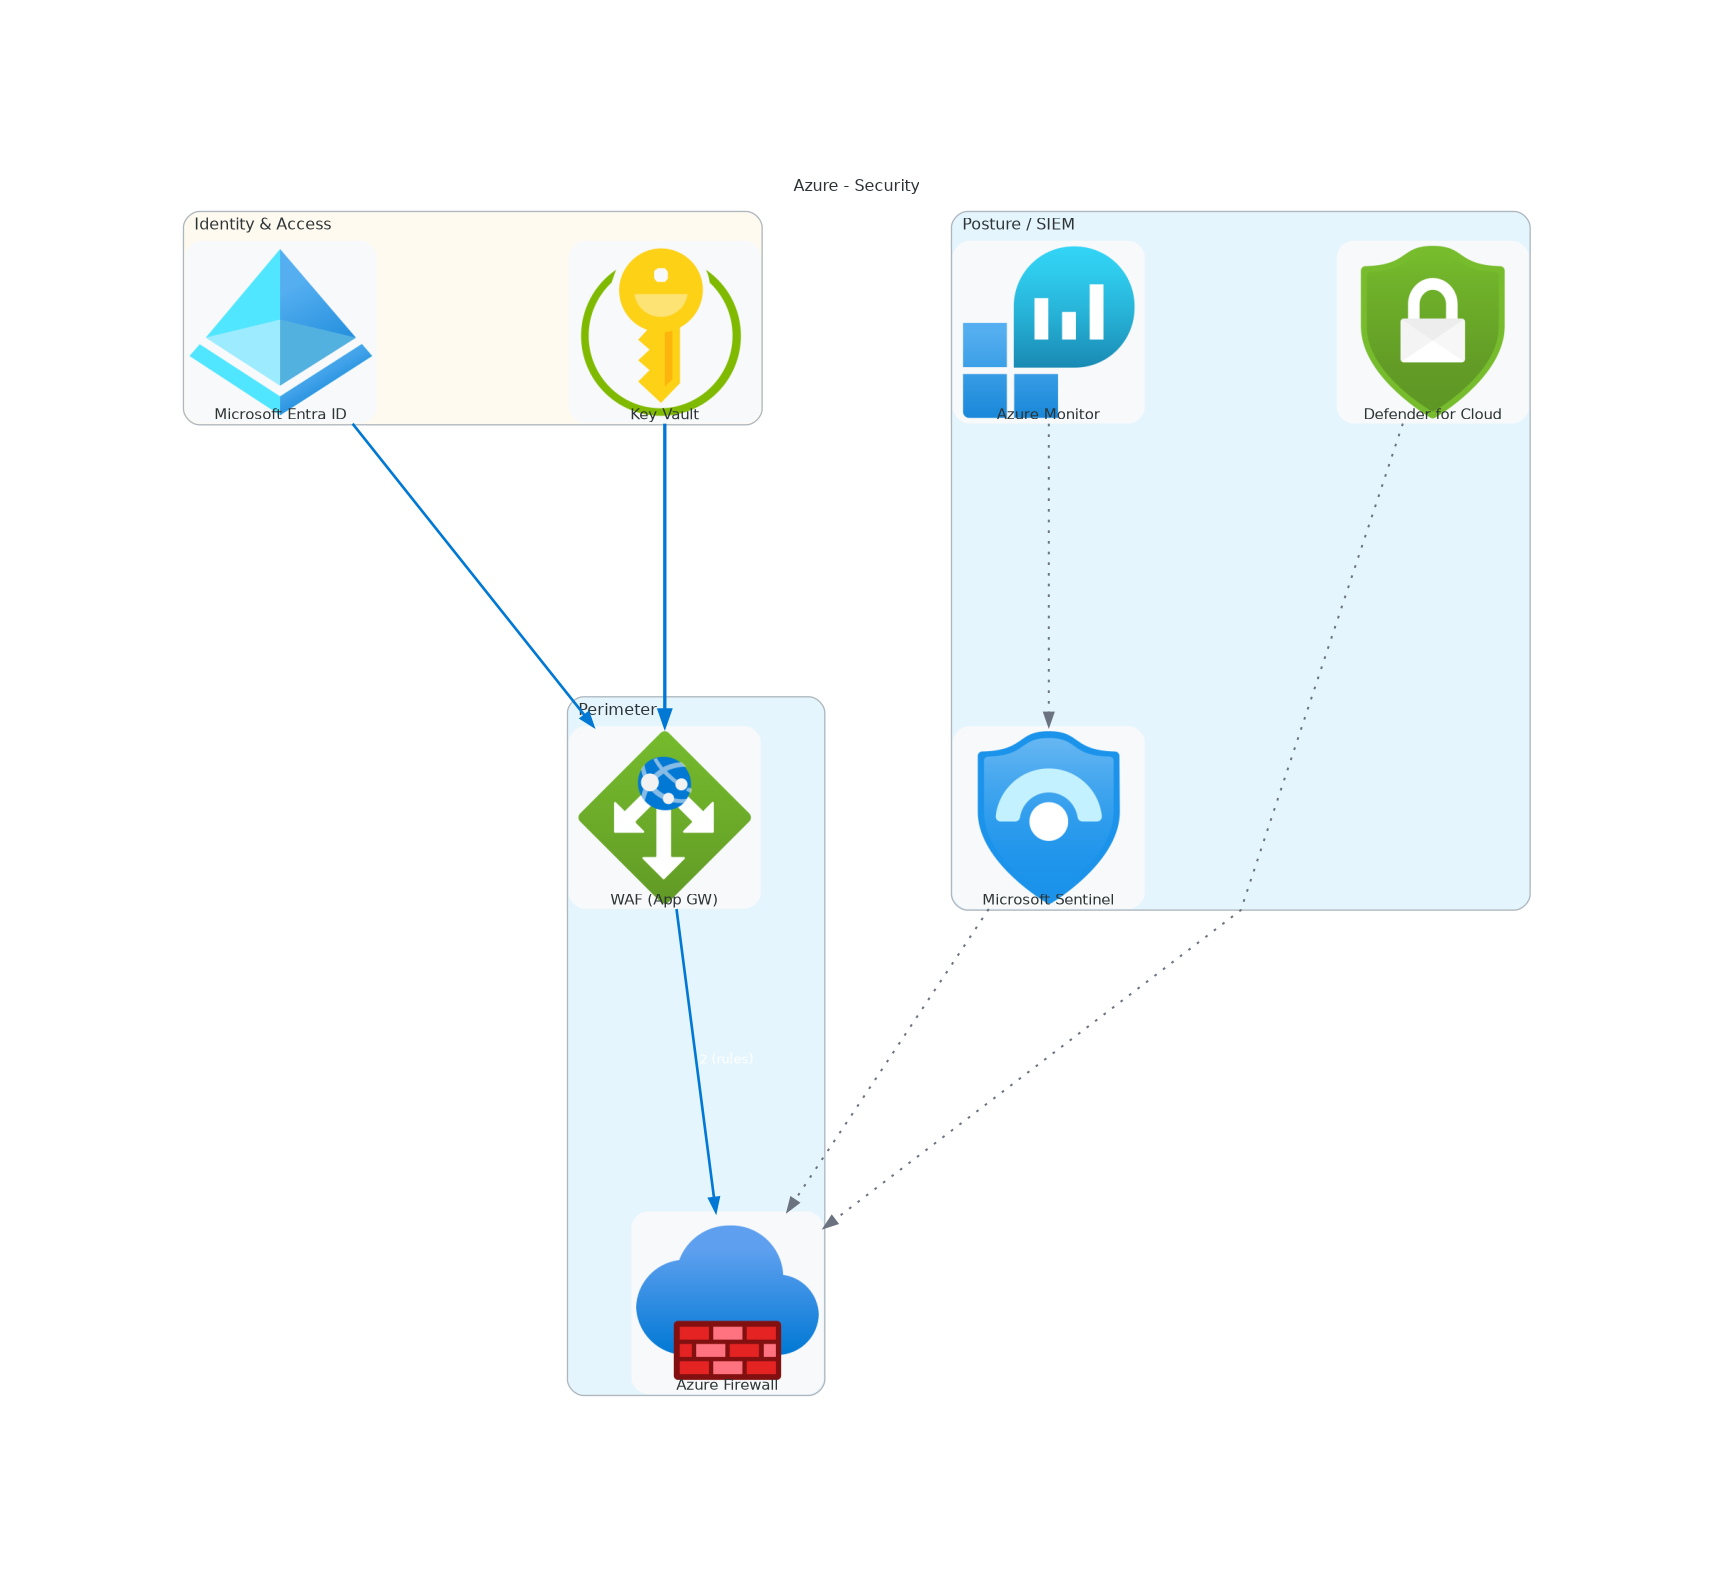 Azure - Security
Identity & Access
Posture / SIEM
Microsoft Entra ID
Key Vault
Azure Monitor
Defender for Cloud
Perimeter
WAF (App GW)
Microsoft Sentinel
2 (rules)
Azure Firewall